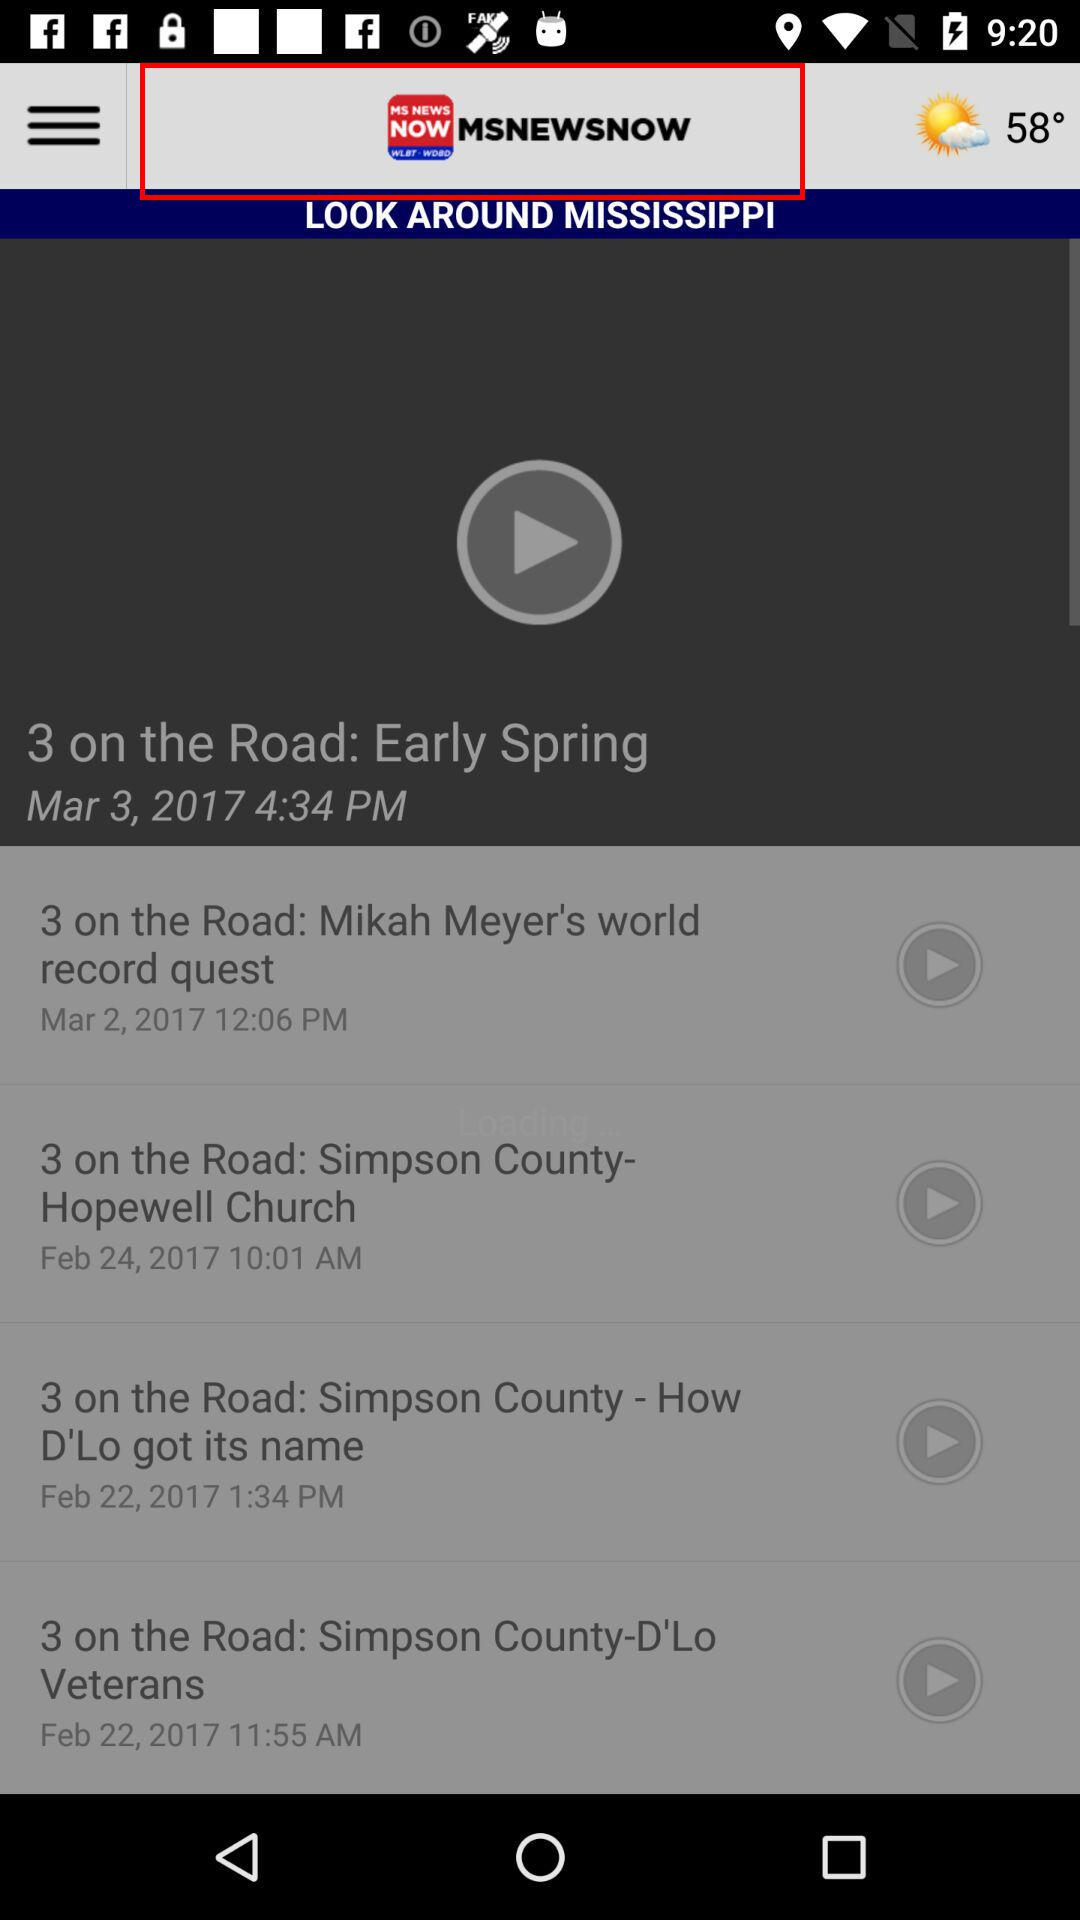 FAKE
9:20
MS NEWS
NOW
WLBT · WDBD
MSNEWSNOW
58°
LOOK AROUND MISSISSIPPI
3 on the Road: Early Spring
Mar 3, 2017 4:34 PM
3 on the Road: Mikah Meyer's world
record quest
Mar 2, 2017 12:06 PM
Loading ...
3 on the Road: Simpson County-
Hopewell Church
Feb 24, 2017 10:01 AM
3 on the Road: Simpson County - How
D'Lo got its name
Feb 22, 2017 1:34 PM
3 on the Road: Simpson County-D'Lo
Veterans
Feb 22, 2017 11:55 AM